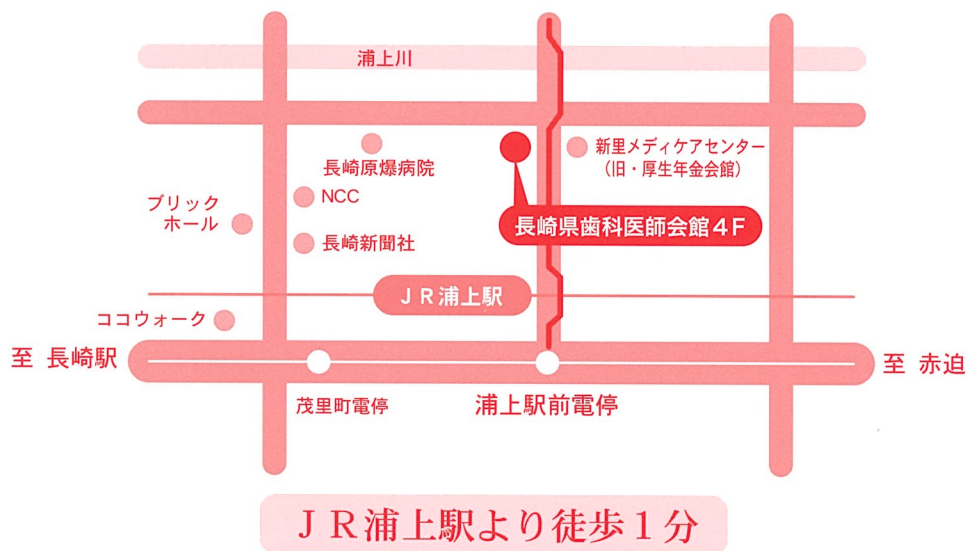 浦上川
長崎原爆病院
新里メディケアセンター
（旧・厚生年金会館）
NCC
ブリック
ホール
長崎県歯科医師会館４Ｆ
長崎新聞社
ＪＲ浦上駅
ココウォーク
至 長崎駅
至 赤迫
茂里町電停
浦上駅前電停
ＪＲ浦上駅より徒歩１分